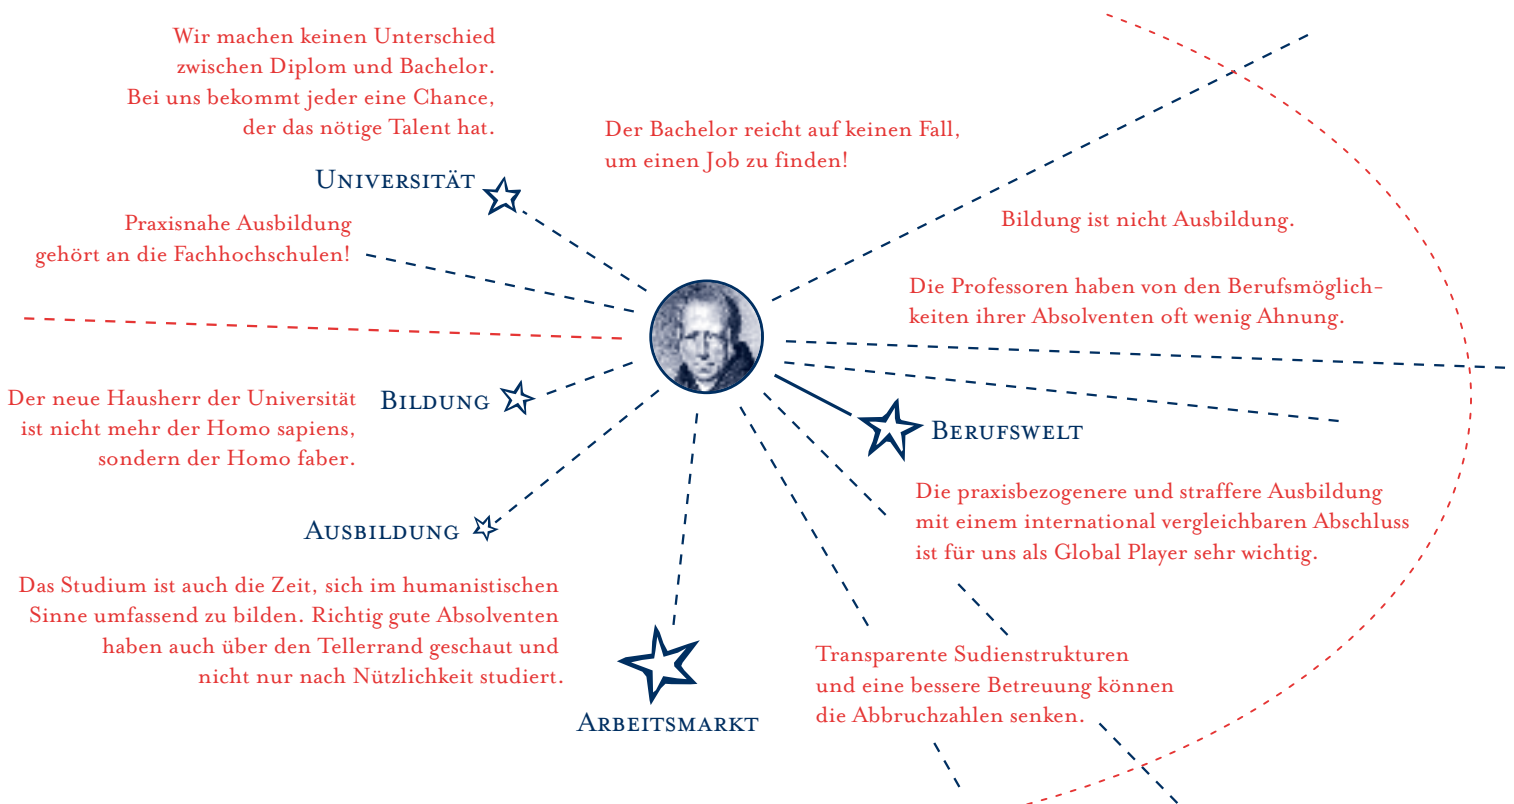 Wir machen keinen Unterschied
zwischen Diplom und Bachelor.
Bei uns bekommt jeder eine Chance,
der das nötige Talent hat.
Der Bachelor reicht auf keinen Fall,
um einen Job zu finden!
Universität
Praxisnahe Ausbildung
gehört an die Fachhochschulen!
Bildung ist nicht Ausbildung.
Die Professoren haben von den Berufsmöglich-
keiten ihrer Absolventen oft wenig Ahnung.
Der neue Hausherr der Universität
ist nicht mehr der Homo sapiens,
sondern der Homo faber.
Bildung
Berufswelt
Ausbildung
Die praxisbezogenere und straffere Ausbildung
mit einem international vergleichbaren Abschluss
ist für uns als Global Player sehr wichtig.
Das Studium ist auch die Zeit, sich im humanistischen
Sinne umfassend zu bilden. Richtig gute Absolventen
haben auch über den Tellerrand geschaut und
nicht nur nach Nützlichkeit studiert.
Arbeitsmarkt
Transparente Sudienstrukturen
und eine bessere Betreuung können
die Abbruchzahlen senken.